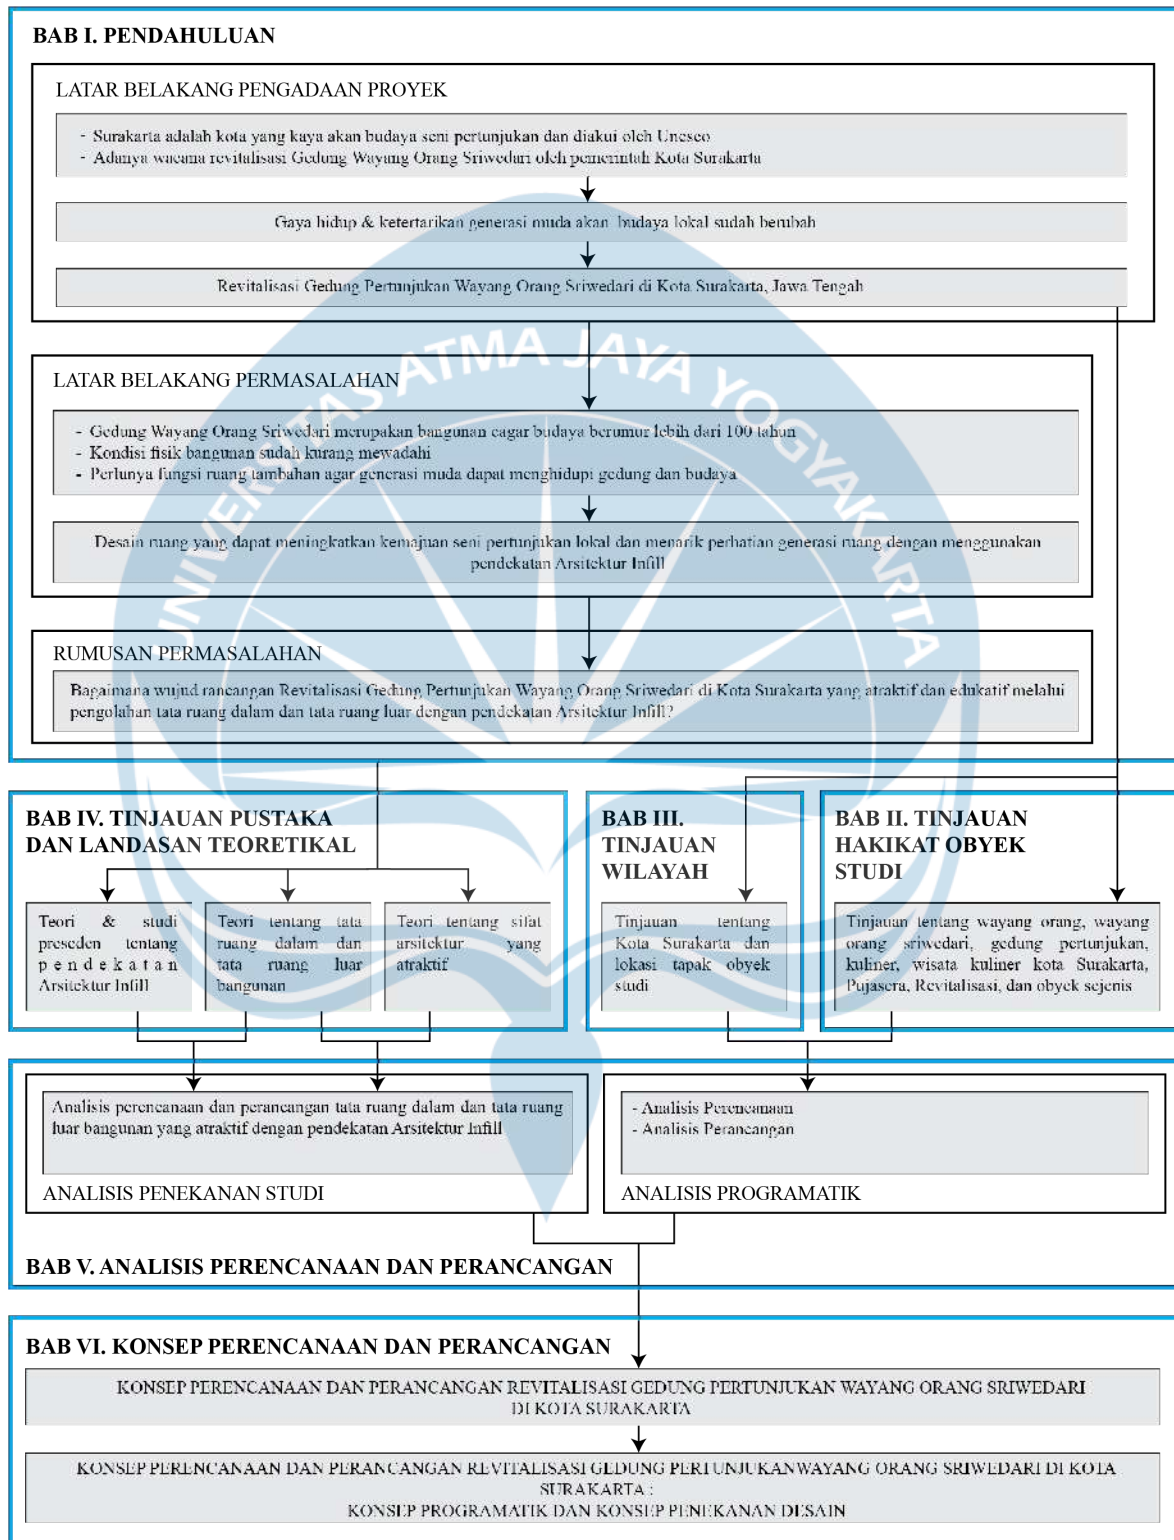 BAB I. PENDAHULUAN
LATAR BELAKANG PENGADAAN PROYEK
- Surakarta adalah kota yang kaya akan budaya seni pertunjukan dan diakui oleh Unesco
- Adanya wacana revitalisasi Gedung Wayang Orang Sriwedari oleh pemerintah Kota Surakarta
Gaya hidup & ketertarikan generasi muda akan budaya lokal sudah berubah
Revitalisasi Gedung Pertunjukan Wayang Orang Sriwedari di Kota Surakarta, Jawa Tengah
UNIVERSITAS ATMA JAYA YOGYAKARTA
LATAR BELAKANG PERMASALAHAN
- Gedung Wayang Orang Sriwedari merupakan bangunan cagar budaya berumur lebih dari 100 tahun
- Kondisi fisik bangunan sudah kurang mewadahi
- Perlunya fungsi ruang tambahan agar generasi muda dapat menghidupi gedung dan budaya
Desain ruang yang dapat meningkatkan kemajuan seni pertunjukan lokal dan menarik perhatian generasi ruang dengan menggunakan
pendekatan Arsitektur Infill
RUMUSAN PERMASALAHAN
Bagaimana wujud rancangan Revitalisasi Gedung Pertunjukan Wayang Orang Sriwedari di Kota Surakarta yang atraktif dan edukatif melalui
pengolahan tata ruang dalam dan tata ruang luar dengan pendekatan Arsitektur Infill?
BAB IV. TINJAUAN PUSTAKA
DAN LANDASAN TEORETIKAL
Teori & studi
preseden tentang
pendekatan
Arsitektur Infill
Teori tentang tata
ruang dalam dan
tata ruang luar
bangunan
Teori tentang sifat
arsitektur yang
atraktif
BAB III.
TINJAUAN
WILAYAH
Tinjauan tentang
Kota Surakarta dan
lokasi tapak obyek
studi
BAB II. TINJAUAN
HAKIKAT OBYEK
STUDI
Tinjauan tentang wayang orang, wayang
orang sriwedari, gedung pertunjukan,
kuliner, wisata kuliner kota Surakarta,
Pujasera, Revitalisasi, dan obyek sejenis
Analisis perencanaan dan perancangan tata ruang dalam dan tata ruang
luar bangunan yang atraktif dengan pendekatan Arsitektur Infill
ANALISIS PENEKANAN STUDI
- Analisis Perencanaan
- Analisis Perancangan
ANALISIS PROGRAMATIK
BAB V. ANALISIS PERENCANAAN DAN PERANCANGAN
BAB VI. KONSEP PERENCANAAN DAN PERANCANGAN
KONSEP PERENCANAAN DAN PERANCANGAN REVITALISASI GEDUNG PERTUNJUKAN WAYANG ORANG SRIWEDARI
DI KOTA SURAKARTA
KONSEP PERENCANAAN DAN PERANCANGAN REVITALISASI GEDUNG PERTUNJUKANWAYANG ORANG SRIWEDARI DI KOTA
SURAKARTA :
KONSEP PROGRAMATIK DAN KONSEP PENEKANAN DESAIN